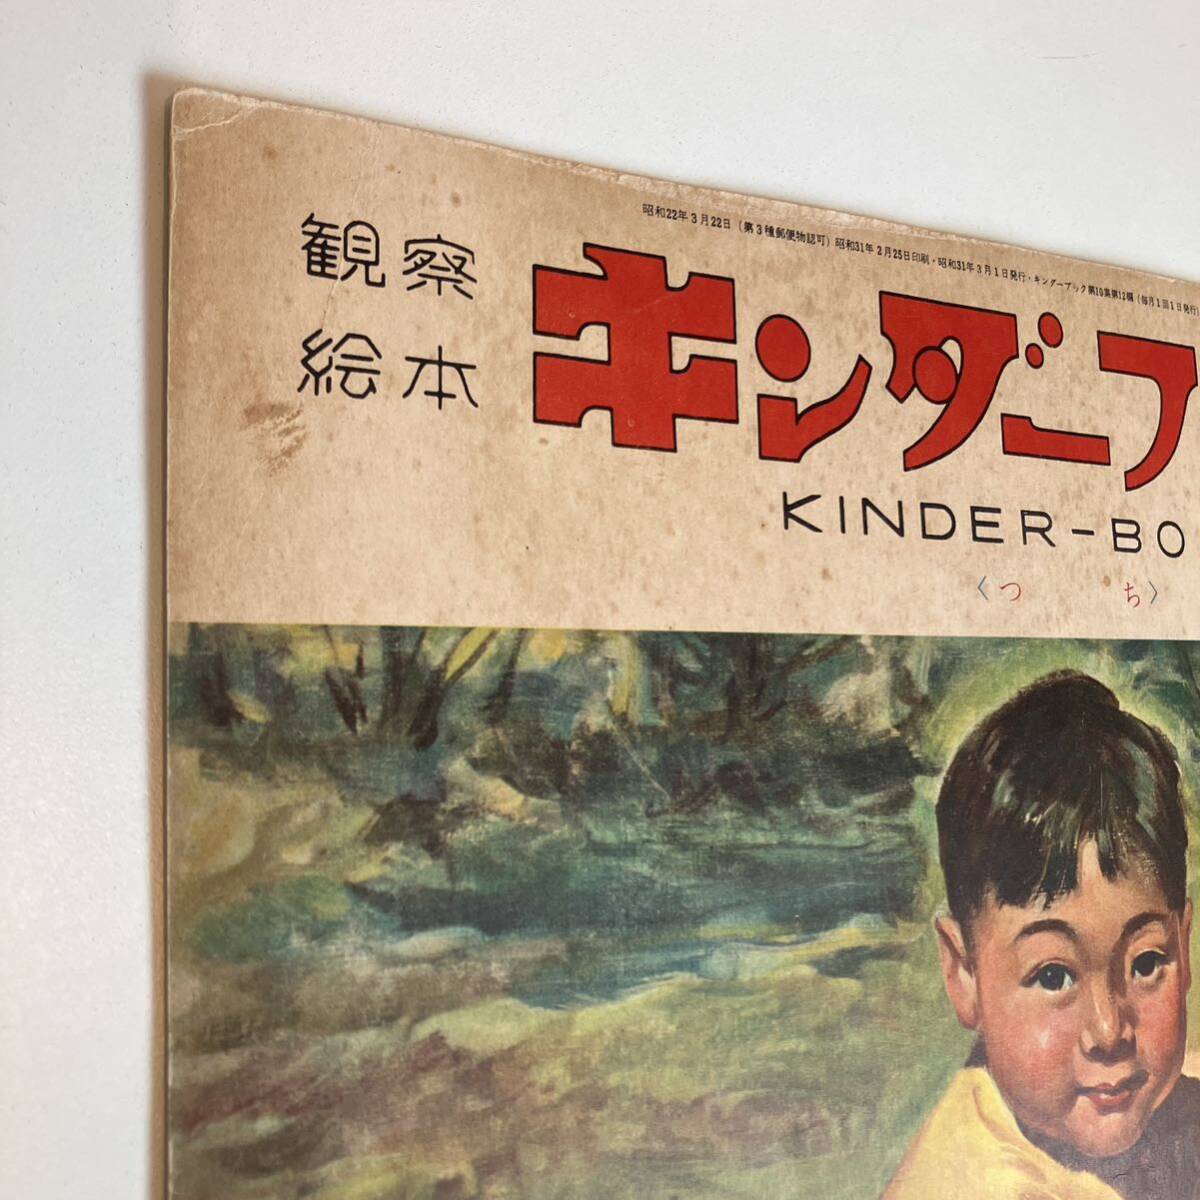 昭和22年3月22日（第3種郵便物認可）昭和31年2月25日印刷・昭和31年3月1日発行・キンダーブック第10集第12編（毎月1回1日発行）
観察
絵本
キンダーブ
KINDER-BO
〈つち〉